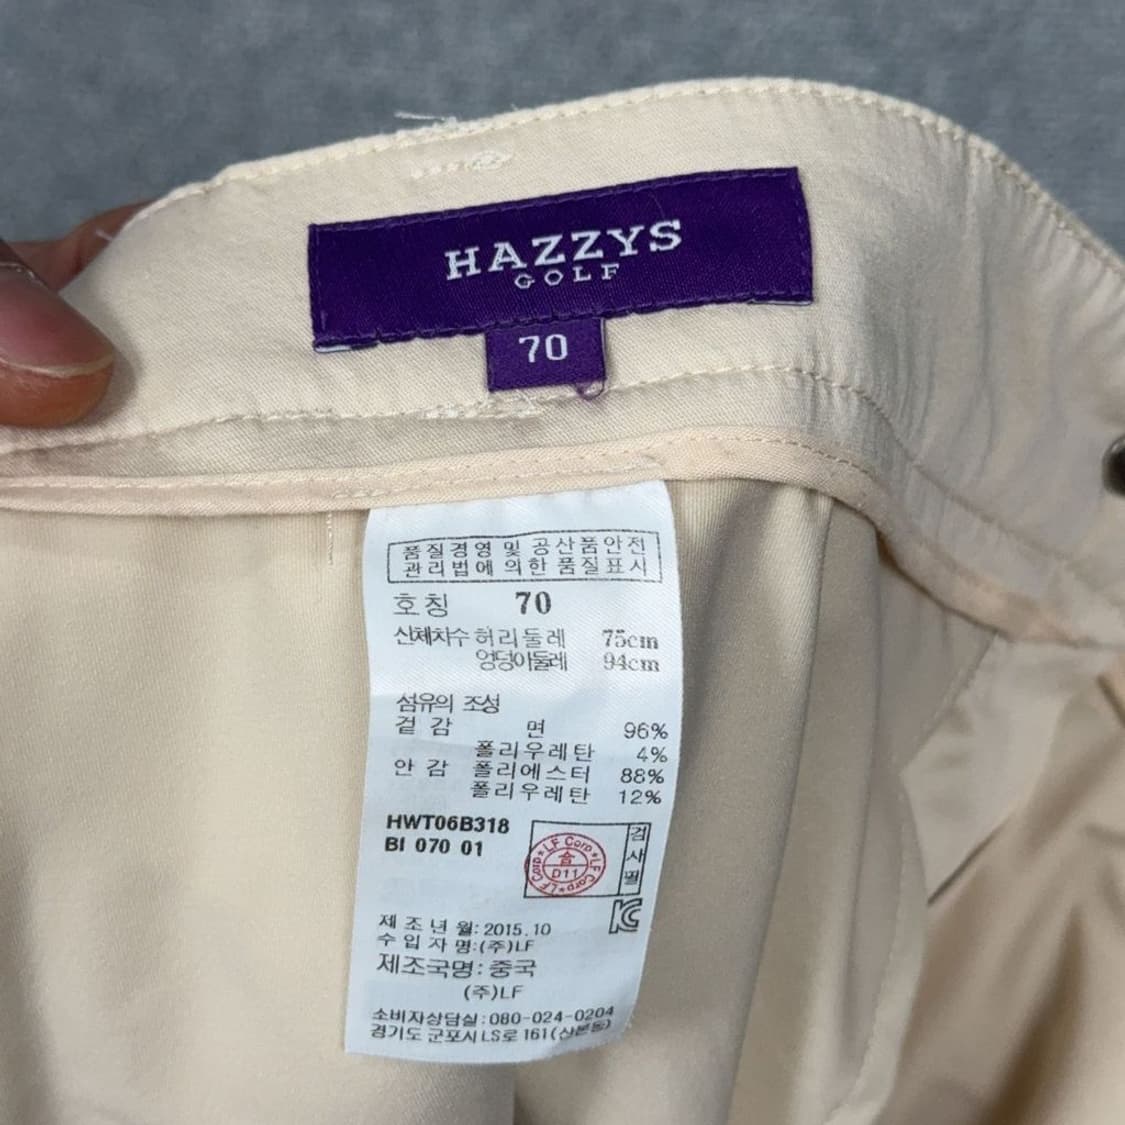 HAZZYS
GOLF
70
품질경영 및 공산품안전
관리법에 의한 품질표시
호칭 70
신체치수 허리둘레 75cm
엉덩이둘레 94cm
섬유의 조성
겉감 면 96%
폴리우레탄 4%
안감 폴리에스터 88%
폴리우레탄 12%
HWT06B318
BI 070 01
LF Corp★LF Corp★LF Corp★
合
D11
검사필
KC
제조년월: 2015.10
수입자명:(주)LF
제조국명: 중국
(주)LF
소비자상담실:080-024-0204
경기도 군포시 LS로 161(산본동)